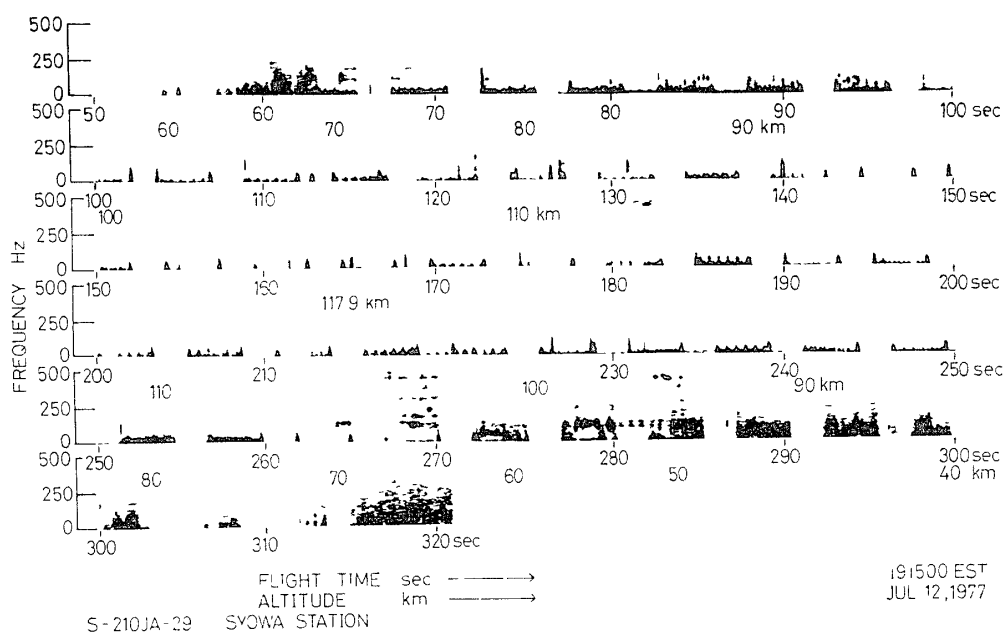 500
250
0
50 60 70 80 90 100 sec
60 70 80 90 km
500
250
0
100 110 120 130 140 150 sec
100 110 km
500
250
0
150 160 170 180 190 200 sec
117.9 km
500
250
0
200 210 230 240 250 sec
110 100 90 km
500
250
0
250 260 270 280 290 300 sec
80 70 60 50 40 km
500
250
0
300 310 320 sec
FREQUENCY Hz
FLIGHT TIME sec
ALTITUDE km
191500 EST
JUL 12, 1977
S-210JA-29 SYOWA STATION